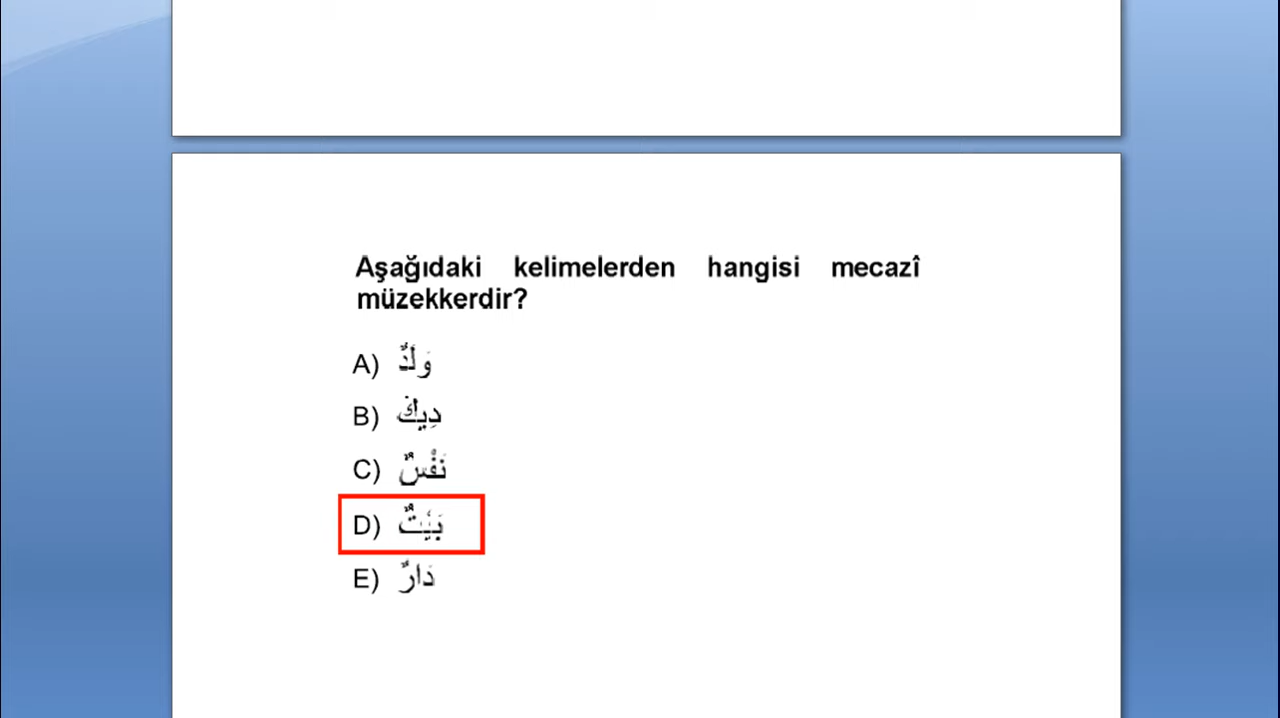 Aşağıdaki kelimelerden hangisi mecazî
müzekkerdir?
A) وَلَدٌ
B) دِيكٌ
C) نَفْسٌ
D) بَيْتٌ
E) دَارٌ